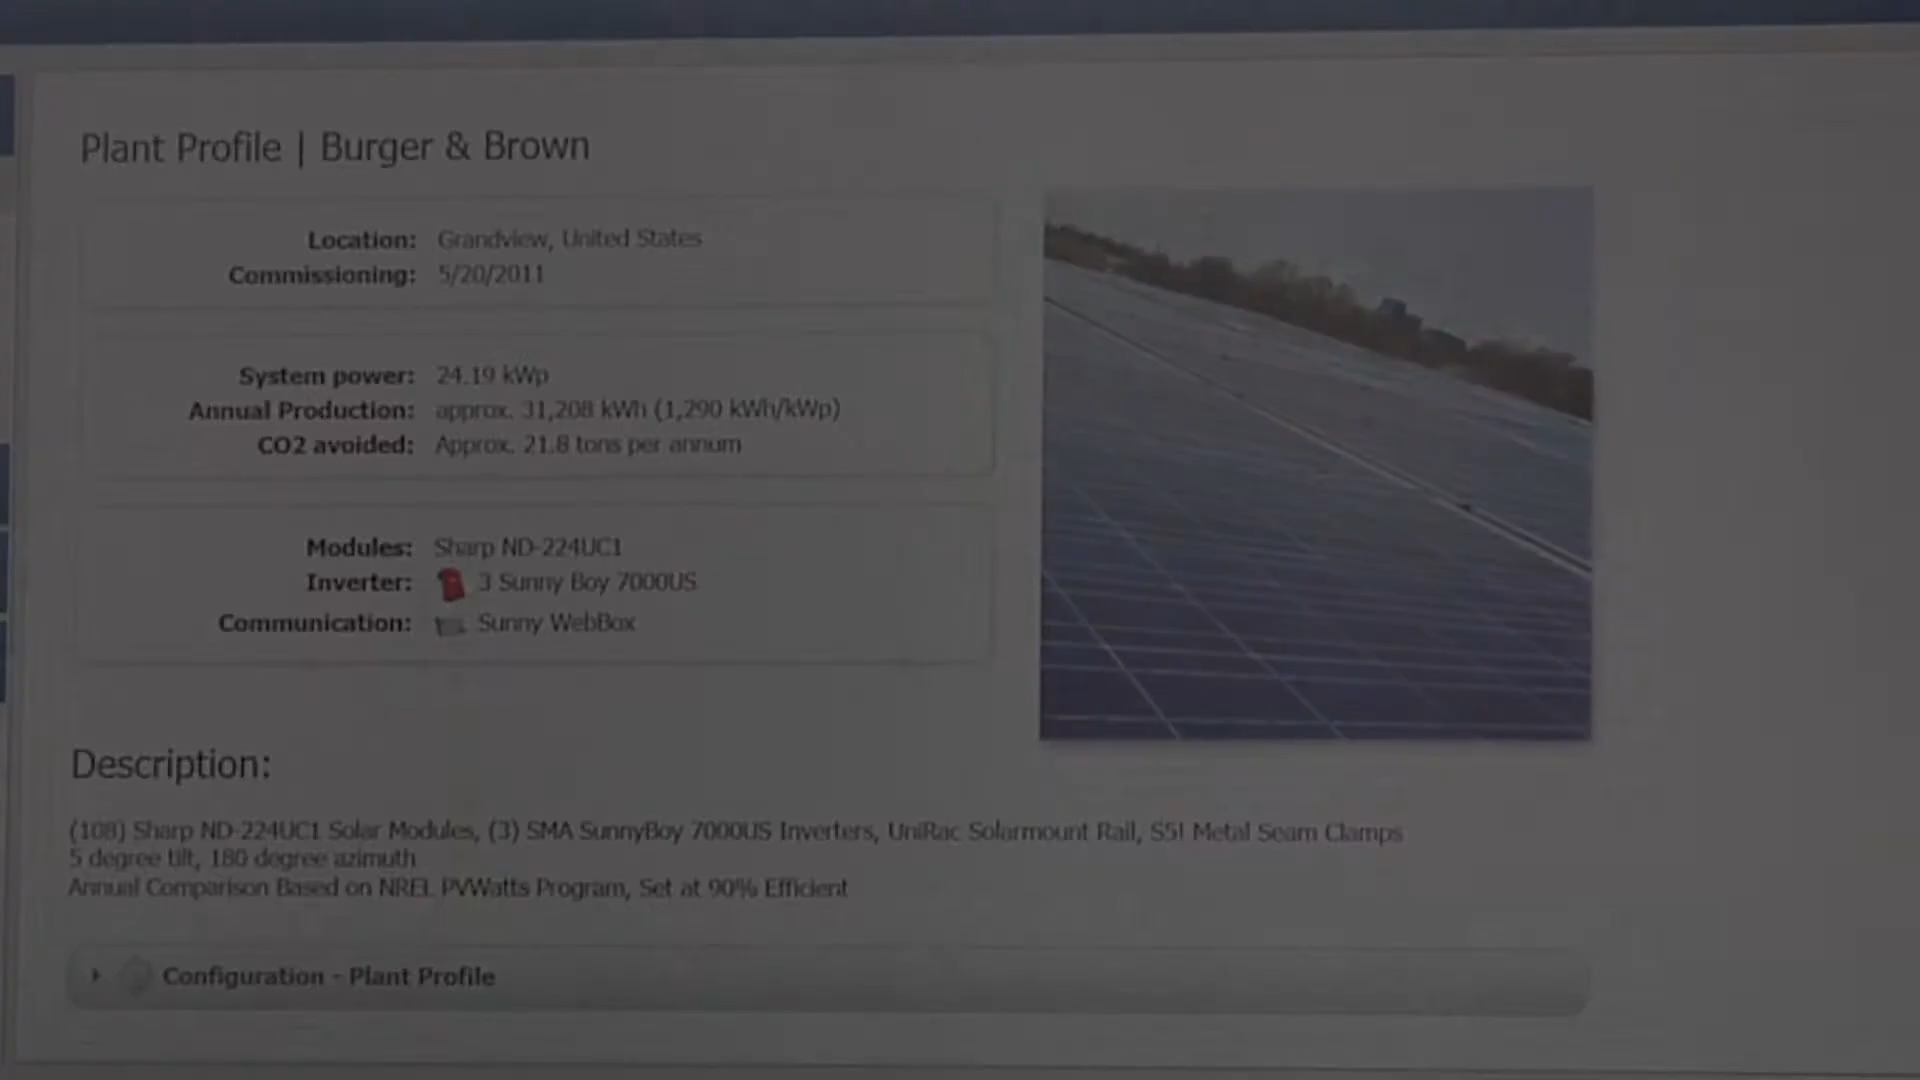 Plant Profile | Burger & Brown
Location: Grandview, United States
Commissioning: 5/20/2011
System power: 24.19 kWp
Annual Production: approx. 31,208 kWh (1,290 kWh/kWp)
CO2 avoided: Approx. 21.8 tons per annum
Modules: Sharp ND-224UC1
Inverter: 3 Sunny Boy 7000US
Communication: Sunny WebBox
Description:
(108) Sharp ND-224UC1 Solar Modules, (3) SMA SunnyBoy 7000US Inverters, UniRac Solarmount Rail, S5! Metal Seam Clamps
5 degree tilt, 180 degree azimuth
Annual Comparison Based on NREL PVWatts Program, Set at 90% Efficient
Configuration - Plant Profile